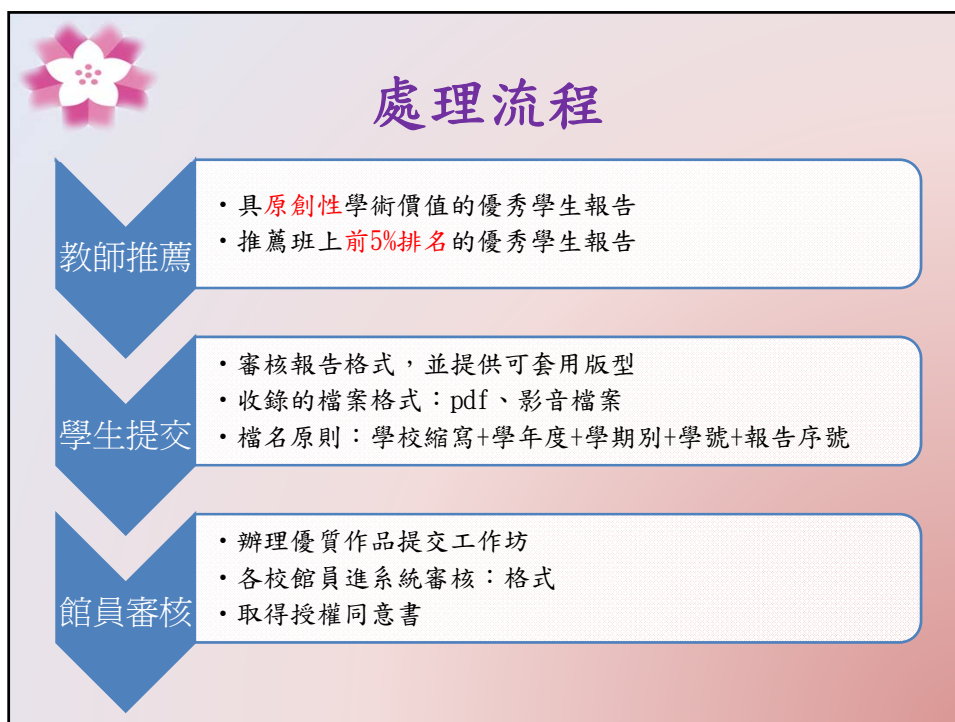 處理流程
教師推薦
•具原創性學術價值的優秀學生報告
•推薦班上前5%排名的優秀學生報告
學生提交
•審核報告格式，並提供可套用版型
•收錄的檔案格式：pdf、影音檔案
•檔名原則：學校縮寫+學年度+學期別+學號+報告序號
館員審核
•辦理優質作品提交工作坊
•各校館員進系統審核：格式
•取得授權同意書